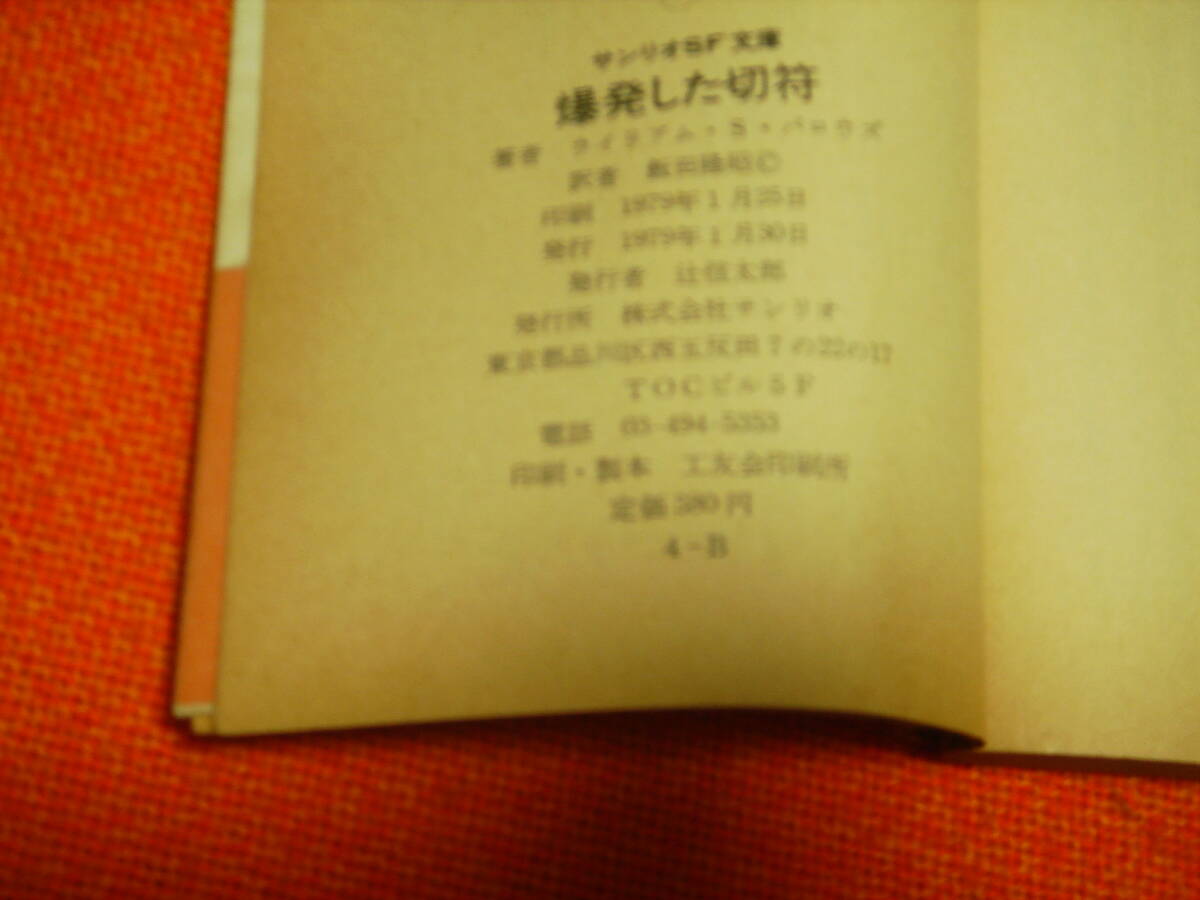 サンリオSF文庫
爆発した切符
著者 ウイリアム・S・バロウズ
訳者 飯田隆昭©
印刷 1979年1月25日
発行 1979年1月30日
発行者 辻信太郎
発行所 株式会社サンリオ
東京都品川区西五反田7の22の17
TOCビル5F
電話 03-494-5353
印刷・製本 工友会印刷所
定価380円
4-B